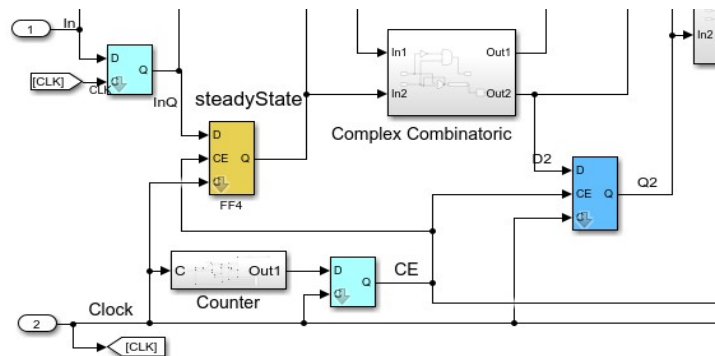 In
1
D
Q
C
[CLK]
CLK
InQ
steadyState
D
CE
Q
C
FF4
In1
Out1
In2
Out2
Complex Combinatoric
In2
D2
D
CE
Q
C
Q2
C
Out1
Counter
D
Q
C
CE
Clock
2
[CLK]